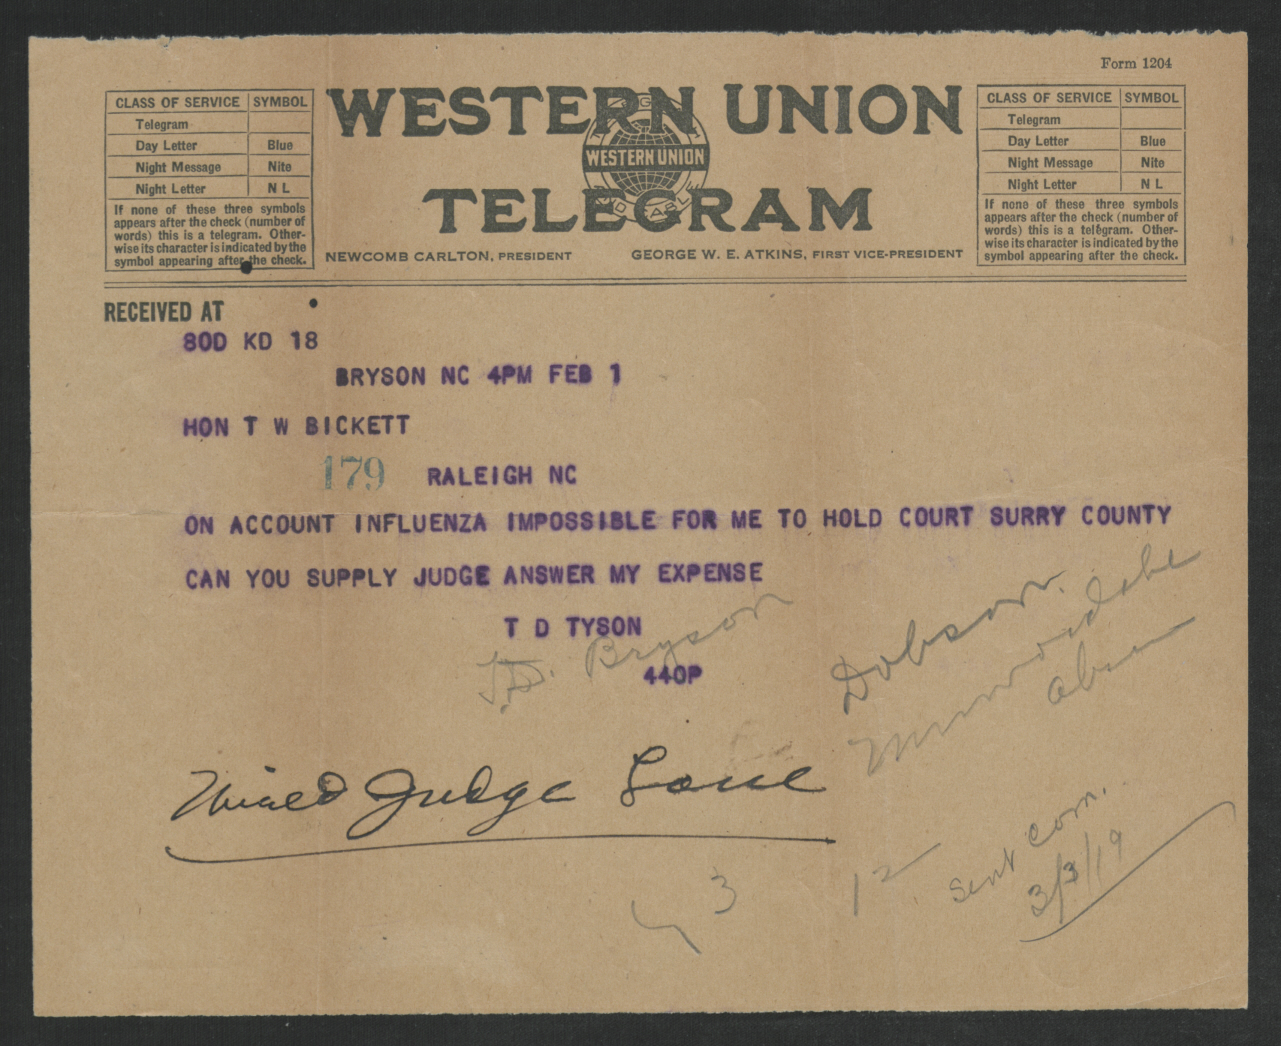 Form 1204
CLASS OF SERVICE | SYMBOL
Telegram
Day Letter | Blue
Night Message | Nite
Night Letter | N L
If none of these three symbols
appears after the check (number of
words) this is a telegram. Other-
wise its character is indicated by the
symbol appearing after the check.
WESTERN UNION
WESTERN UNION
TELEGRAM
NEWCOMB CARLTON, PRESIDENT
GEORGE W. E. ATKINS, FIRST VICE-PRESIDENT
CLASS OF SERVICE | SYMBOL
Telegram
Day Letter | Blue
Night Message | Nite
Night Letter | N L
If none of these three symbols
appears after the check (number of
words) this is a telegram. Other-
wise its character is indicated by the
symbol appearing after the check.
RECEIVED AT
80D KD 18
BRYSON NC 4PM FEB 1
HON T W BICKETT
179 RALEIGH NC
ON ACCOUNT INFLUENZA IMPOSSIBLE FOR ME TO HOLD COURT SURRY COUNTY
CAN YOU SUPPLY JUDGE ANSWER MY EXPENSE
T D TYSON
T.D. Bryson
440P
Dobson.
Wired Judge Lane
3
12
Sent Com.
3/3/19